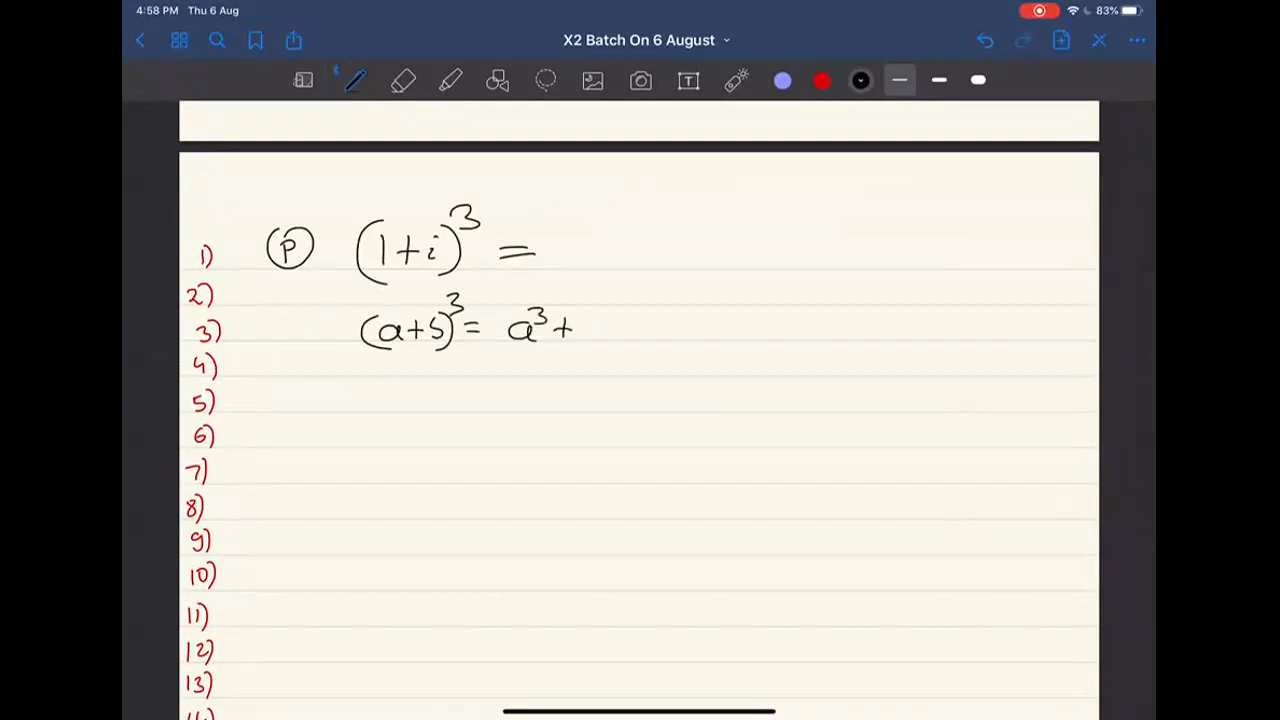 4:58 PM Thu 6 Aug
83%
X2 Batch On 6 August
T
1) P (1+i)³ =
2)
3) (a+b)³ = a³ +
4)
5)
6)
7)
8)
9)
10)
11)
12)
13)